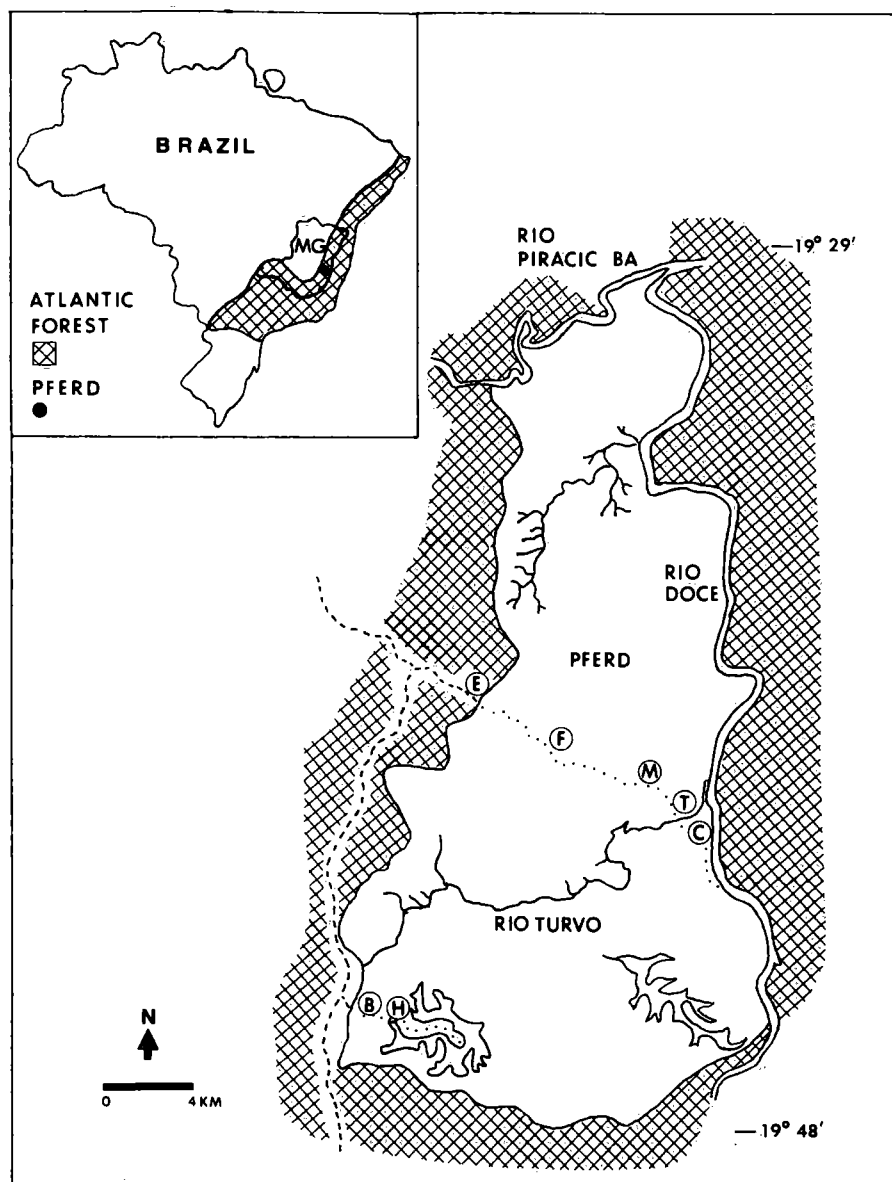 BRAZIL
MG
ATLANTIC
FOREST
PFERD
RIO
PIRACIC BA
19° 29'
RIO
DOCE
PFERD
E
F
M
T
C
RIO TURVO
B H
N
0 4 KM
19° 48'